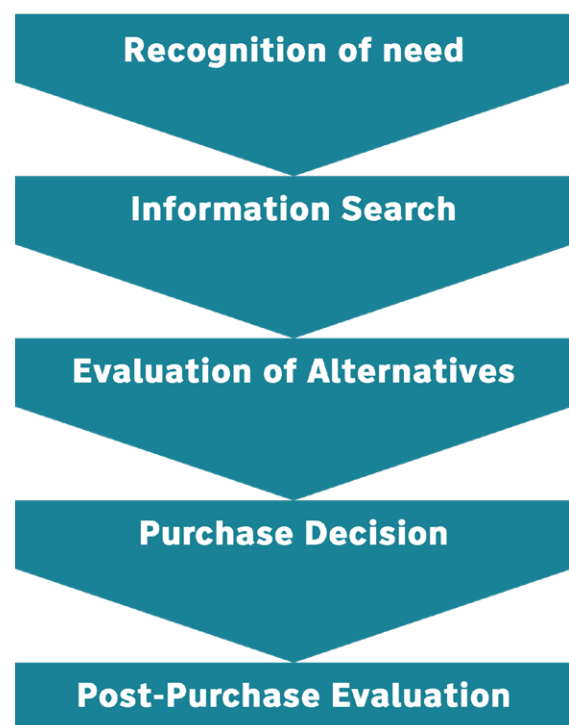 Recognition of need
Information Search
Evaluation of Alternatives
Purchase Decision
Post-Purchase Evaluation